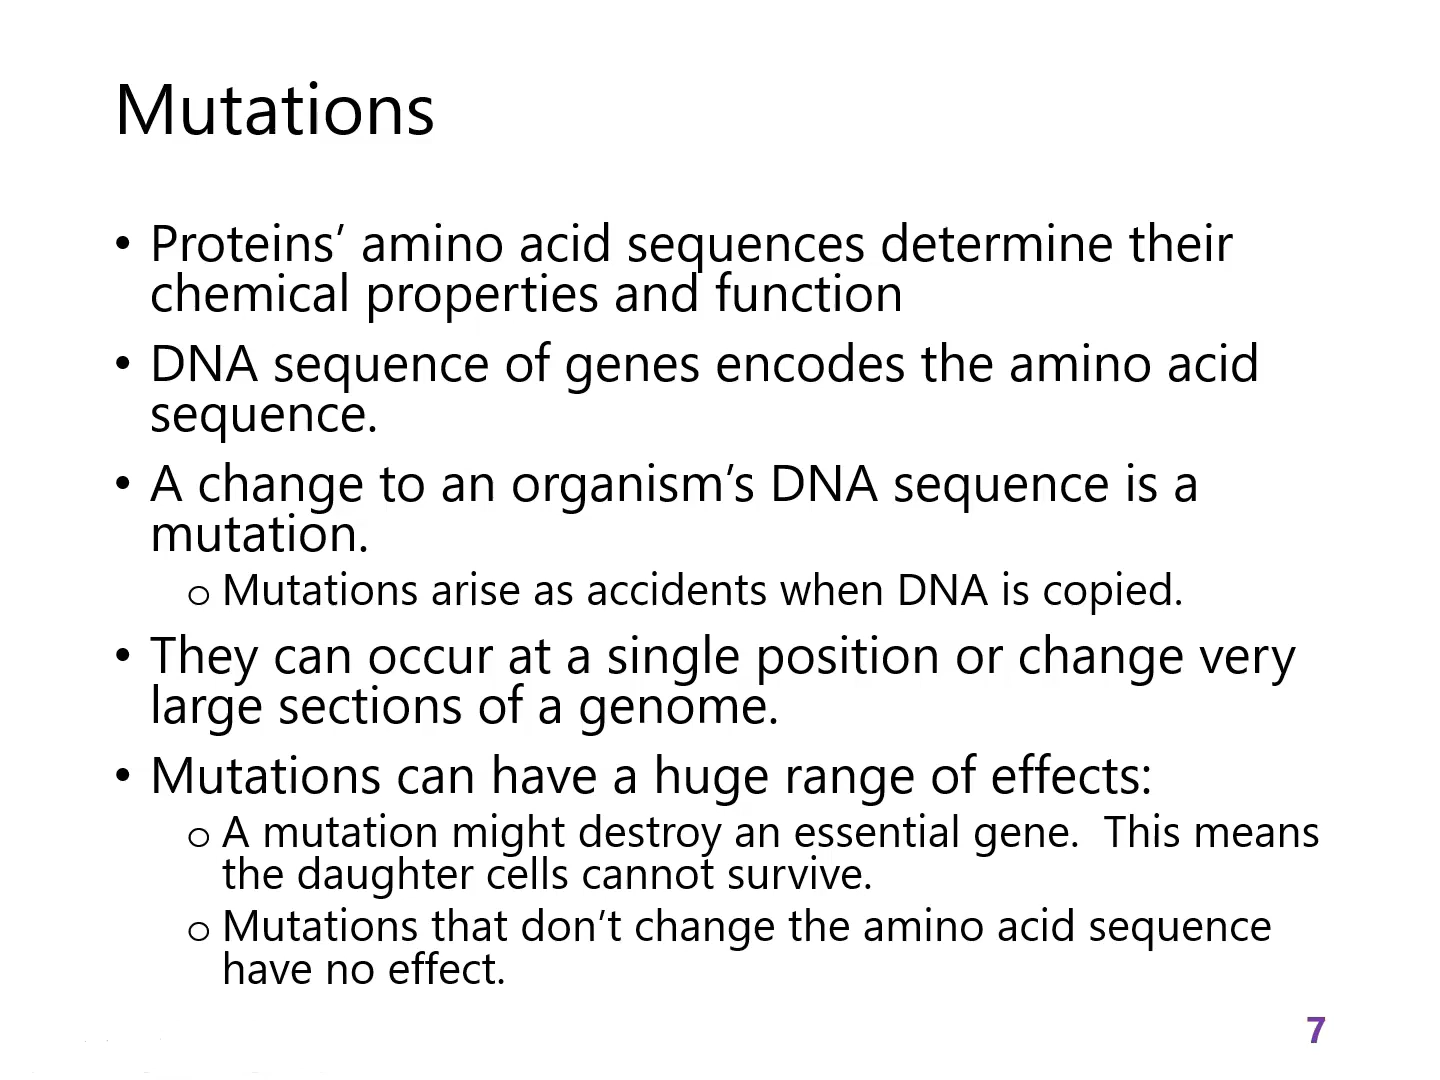 Mutations
• Proteins’ amino acid sequences determine their
chemical properties and function
• DNA sequence of genes encodes the amino acid
sequence.
• A change to an organism’s DNA sequence is a
mutation.
o Mutations arise as accidents when DNA is copied.
• They can occur at a single position or change very
large sections of a genome.
• Mutations can have a huge range of effects:
o A mutation might destroy an essential gene.  This means
the daughter cells cannot survive.
o Mutations that don’t change the amino acid sequence
have no effect.
7